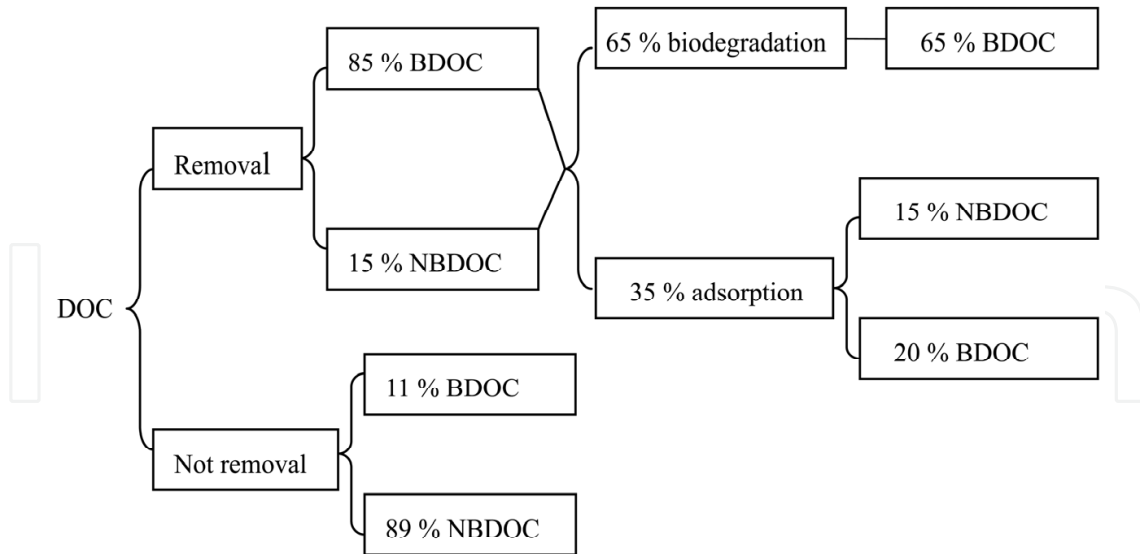 DOC
Removal
85 % BDOC
15 % NBDOC
65 % biodegradation
65 % BDOC
35 % adsorption
15 % NBDOC
20 % BDOC
Not removal
11 % BDOC
89 % NBDOC